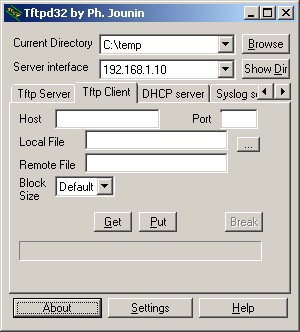 Tftpd32 by Ph. Jounin
Current Directory C:\temp Browse
Server interface 192.168.1.10 Show Dir
Tftp Server Tftp Client DHCP server Syslog
Host Port
Local File ...
Remote File
Block Size Default
Get Put Break
About Settings Help